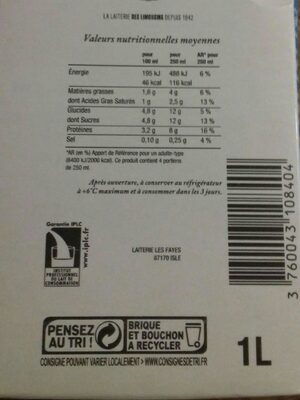 LA LAITERIE DES LIMOUSINS DEPUIS 1942
Valeurs nutritionnelles moyennes
pour 100 ml pour 250 ml AR* pour 250 ml
Energie 195 kJ 488 kJ 6 %
46 kcal 116 kcal
Matières grasses 1,6 g 4 g 6 %
dont Acides Gras Saturés 1 g 2,5 g 13 %
Glucides 4,8 g 12 g 5 %
dont Sucres 4,8 g 12 g 13 %
Protéines 3,2 g 8 g 16 %
Sel 0,10 g 0,25 g 4 %
*AR (en %) Apport de Référence pour un adulte-type
(8400 kJ/2000 kcal). Ce produit contient 4 portions
de 250 ml.
Après ouverture, à conserver au réfrigérateur
à +6°C maximum et à consommer dans les 3 jours.
Garantie IPLC
www.iplc.fr
INSTITUT
PROFESSIONNEL
DU LAIT DE
CONSOMMATION
LAITERIE LES FAYES
87170 ISLE
3760043108404
PENSEZ
AU TRI !
BRIQUE
ET BOUCHON
A RECYCLER
CONSIGNE POUVANT VARIER LOCALEMENT > WWW.CONSIGNESDETRI.FR
1L